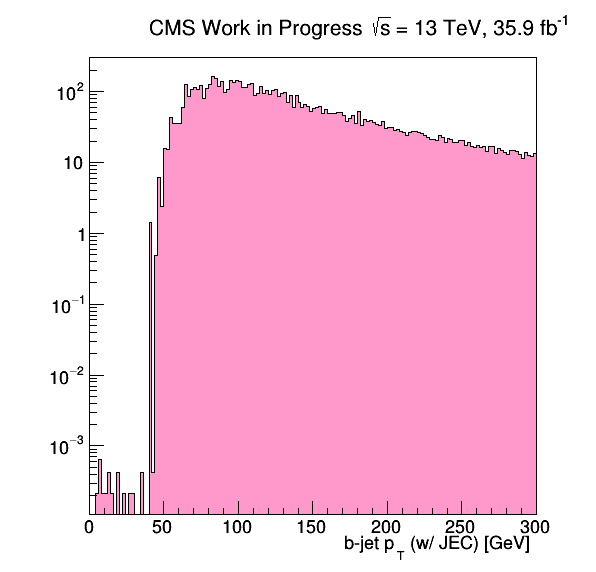 CMS Work in Progress √s = 13 TeV, 35.9 fb⁻¹
10²
10
1
10⁻¹
10⁻²
10⁻³
0 50 100 150 200 250 300
b-jet p_T (w/ JEC) [GeV]